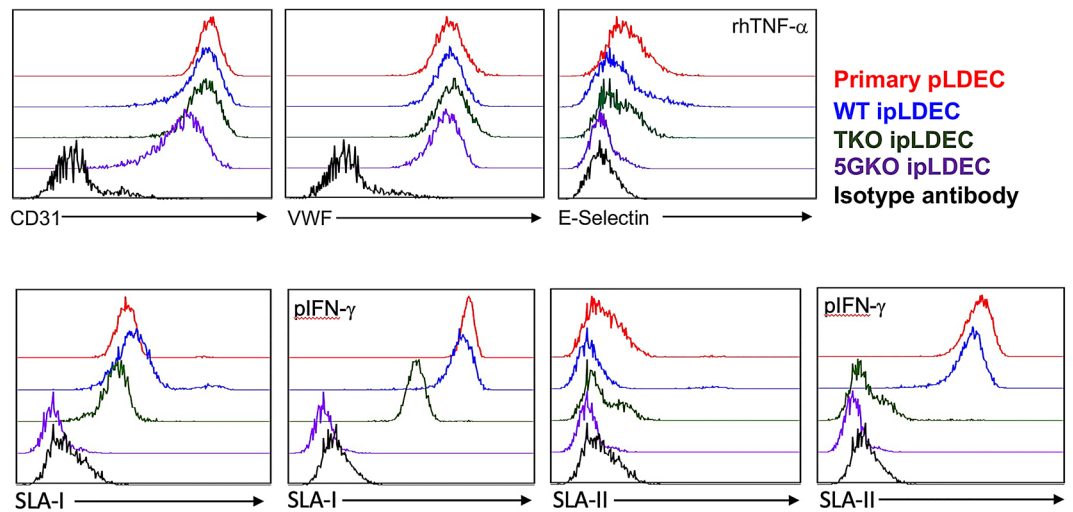 rhTNF-α
Primary pLDEC
WT ipLDEC
TKO ipLDEC
5GKO ipLDEC
Isotype antibody
CD31
VWF
E-Selectin
pIFN-γ
pIFN-γ
SLA-I
SLA-I
SLA-II
SLA-II